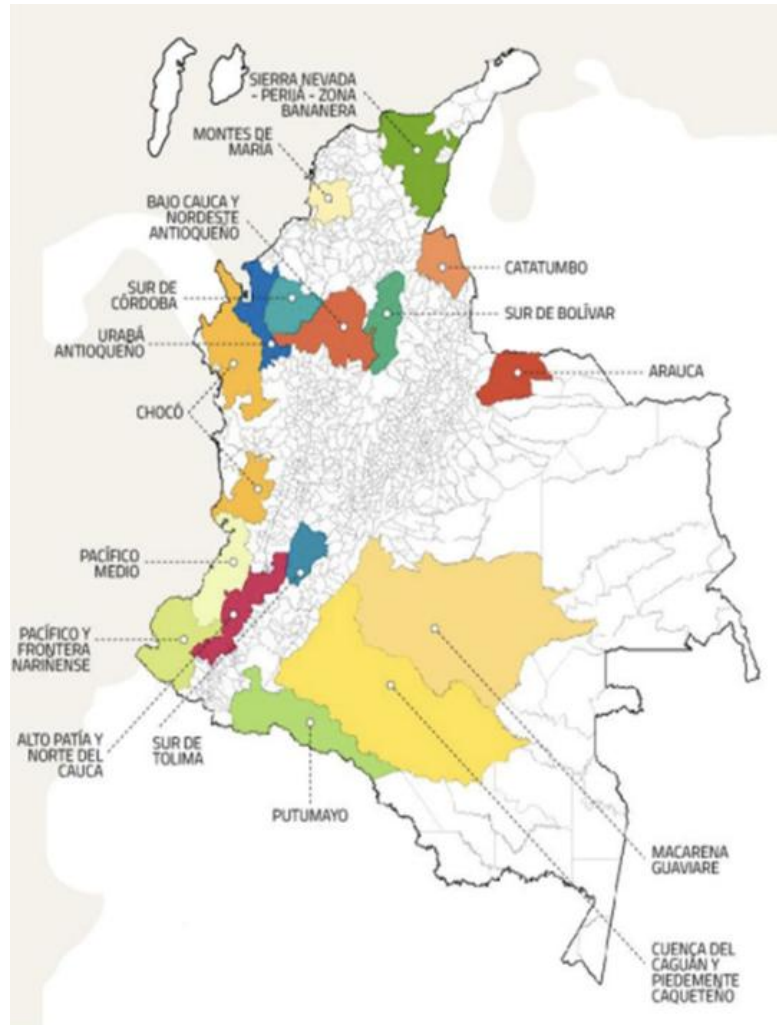 SIERRA NEVADA
- PERIJÁ - ZONA
BANANERA
MONTES DE
MARÍA
BAJO CAUCA Y
NORDESTE
ANTIOQUEÑO
CATATUMBO
SUR DE
CÓRDOBA
SUR DE BOLÍVAR
URABÁ
ANTIOQUEÑO
ARAUCA
CHOCÓ
PACÍFICO
MEDIO
PACÍFICO Y
FRONTERA
NARIÑENSE
ALTO PATÍA Y
NORTE DEL
CAUCA
SUR DE
TOLIMA
PUTUMAYO
MACARENA
GUAVIARE
CUENCA DEL
CAGUÁN Y
PIEDEMENTE
CAQUETEÑO